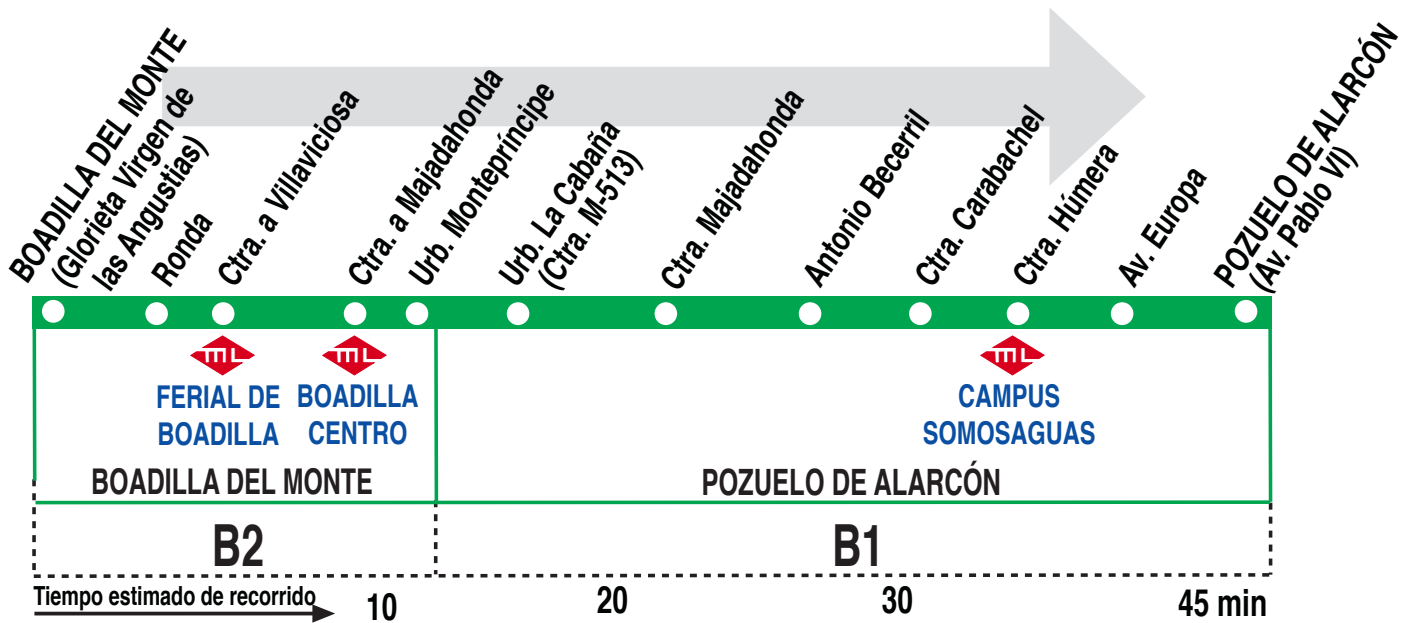 BOADILLA DEL MONTE
(Glorieta Virgen de
las Angustias)
Ronda
Ctra. a Villaviciosa
Ctra. a Majadahonda
Urb. Montepríncipe
Urb. La Cabaña
(Ctra. M-513)
Ctra. Majadahonda
Antonio Becerril
Ctra. Carabachel
Ctra. Húmera
Av. Europa
POZUELO DE ALARCÓN
(Av. Pablo VI)
ML
FERIAL DE
BOADILLA
ML
BOADILLA
CENTRO
ML
CAMPUS
SOMOSAGUAS
BOADILLA DEL MONTE
POZUELO DE ALARCÓN
B2
B1
Tiempo estimado de recorrido
10
20
30
45 min